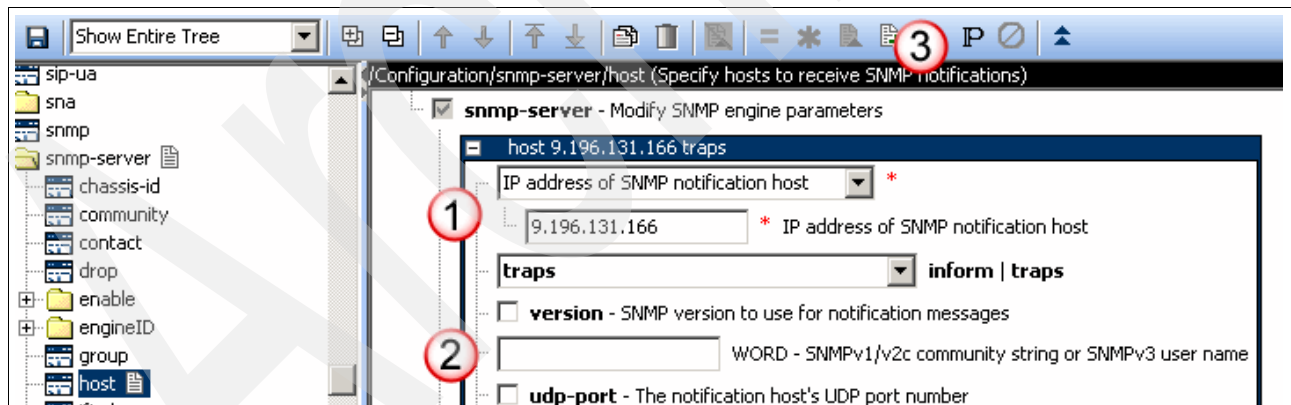 Show Entire Tree
3
IP
sip-ua
sna
snmp
snmp-server
chassis-id
community
contact
drop
enable
engineID
group
host
/Configuration/snmp-server/host (Specify hosts to receive SNMP notifications)
snmp-server - Modify SNMP engine parameters
host 9.196.131.166 traps
IP address of SNMP notification host *
1
9.196.131.166 * IP address of SNMP notification host
traps inform | traps
version - SNMP version to use for notification messages
2
WORD - SNMPv1/v2c community string or SNMPv3 user name
udp-port - The notification host's UDP port number